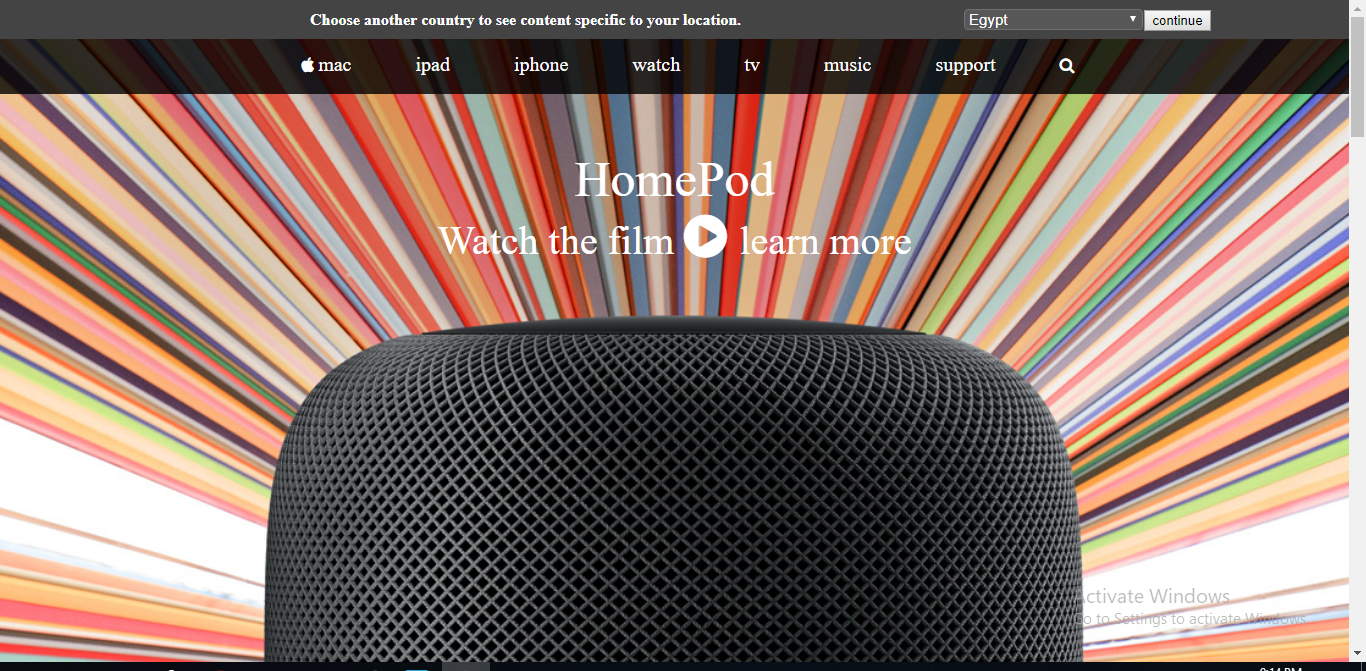 Choose another country to see content specific to your location. Egypt continue
mac ipad iphone watch tv music support
HomePod
Watch the film learn more
Activate Windows
Go to Settings to activate Windows.